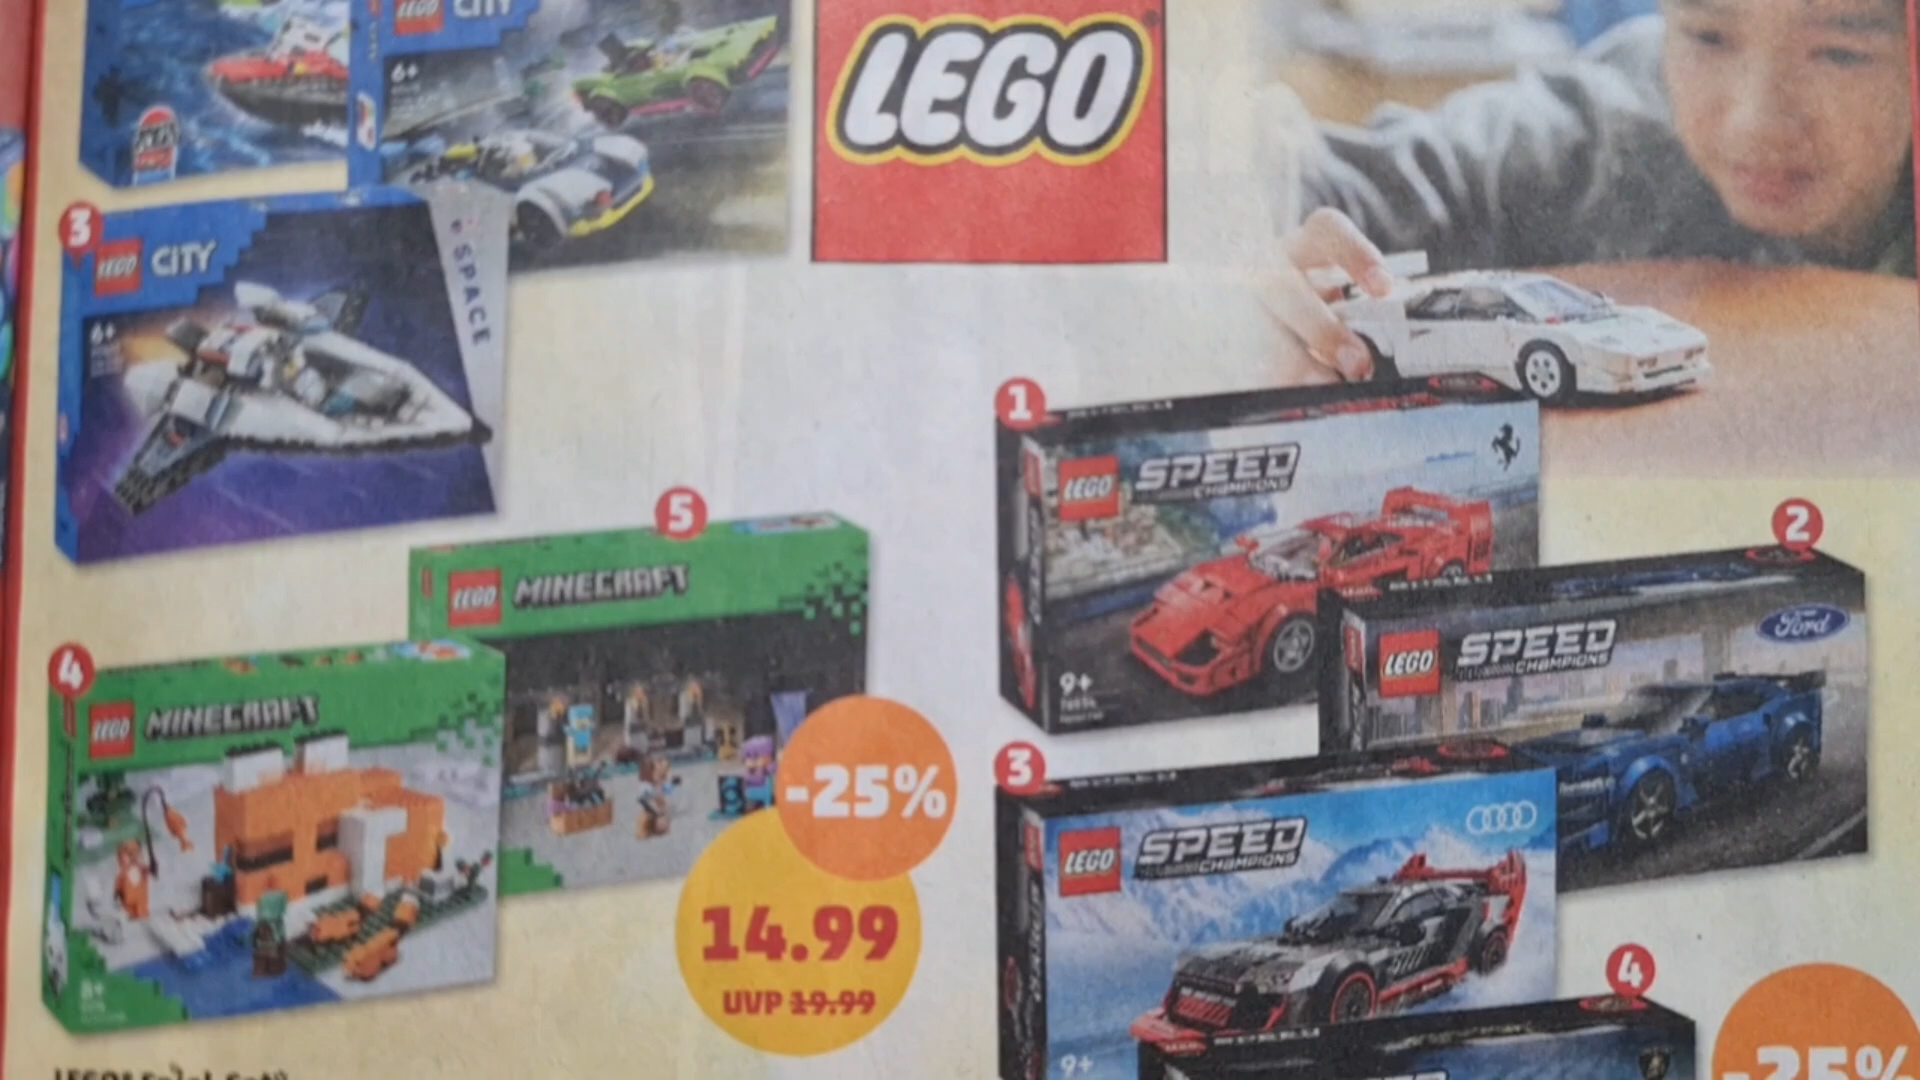 LEGO CITY
6+
LEGO
3
LEGO CITY
6+
SPACE
5
LEGO MINECRAFT
4
LEGO MINECRAFT
8+
-25%
14.99
UVP 19.99
1
LEGO SPEED
CHAMPIONS
9+
2
LEGO SPEED
CHAMPIONS
Ford
3
LEGO SPEED
CHAMPIONS
9+
4
-25%